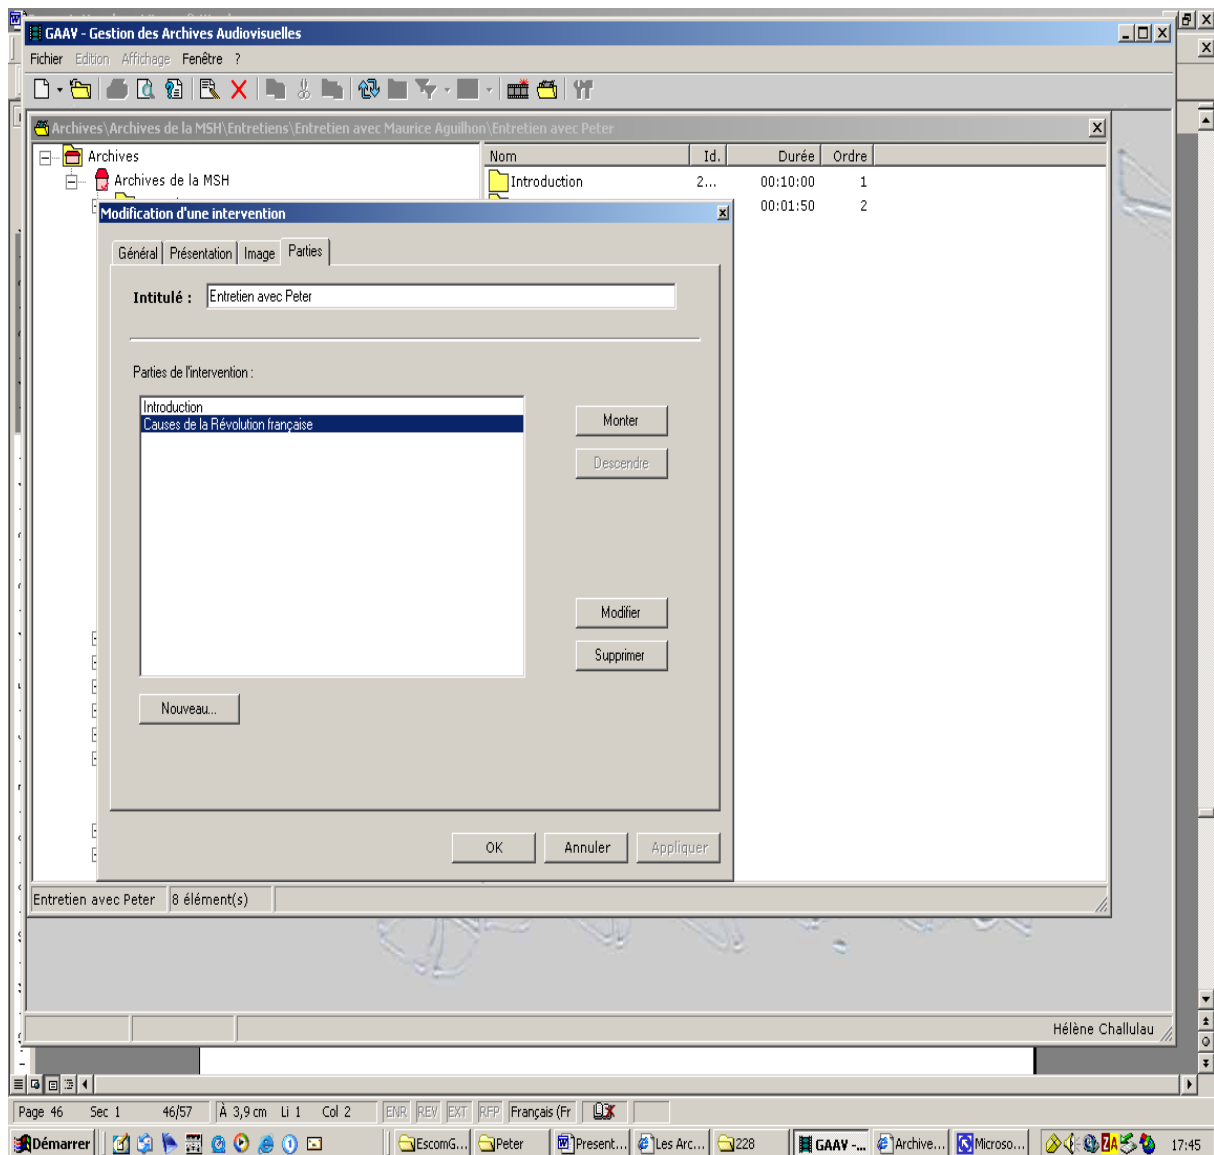 GAAV - Gestion des Archives Audiovisuelles
Fichier Edition Affichage Fenêtre ?
Archives\Archives de la MSH\Entretiens\Entretien avec Maurice Aguilhon\Entretien avec Peter
Archives
Archives de la MSH
Nom Id. Durée Ordre
Introduction 2... 00:10:00 1
00:01:50 2
Modification d'une intervention
Général Présentation Image Parties
Intitulé : Entretien avec Peter
Parties de l'intervention :
Introduction
Causes de la Révolution française
Monter
Descendre
Modifier
Supprimer
Nouveau...
OK Annuler Appliquer
Entretien avec Peter 8 élément(s)
Hélène Challulau
Page 46 Sec 1 46/57 À 3,9 cm Li 1 Col 2 ENR REV EXT RFP Français (Fr
Démarrer EscomG... Peter Present... Les Arc... 228 GAAV -... Archive... Microso... 17:45